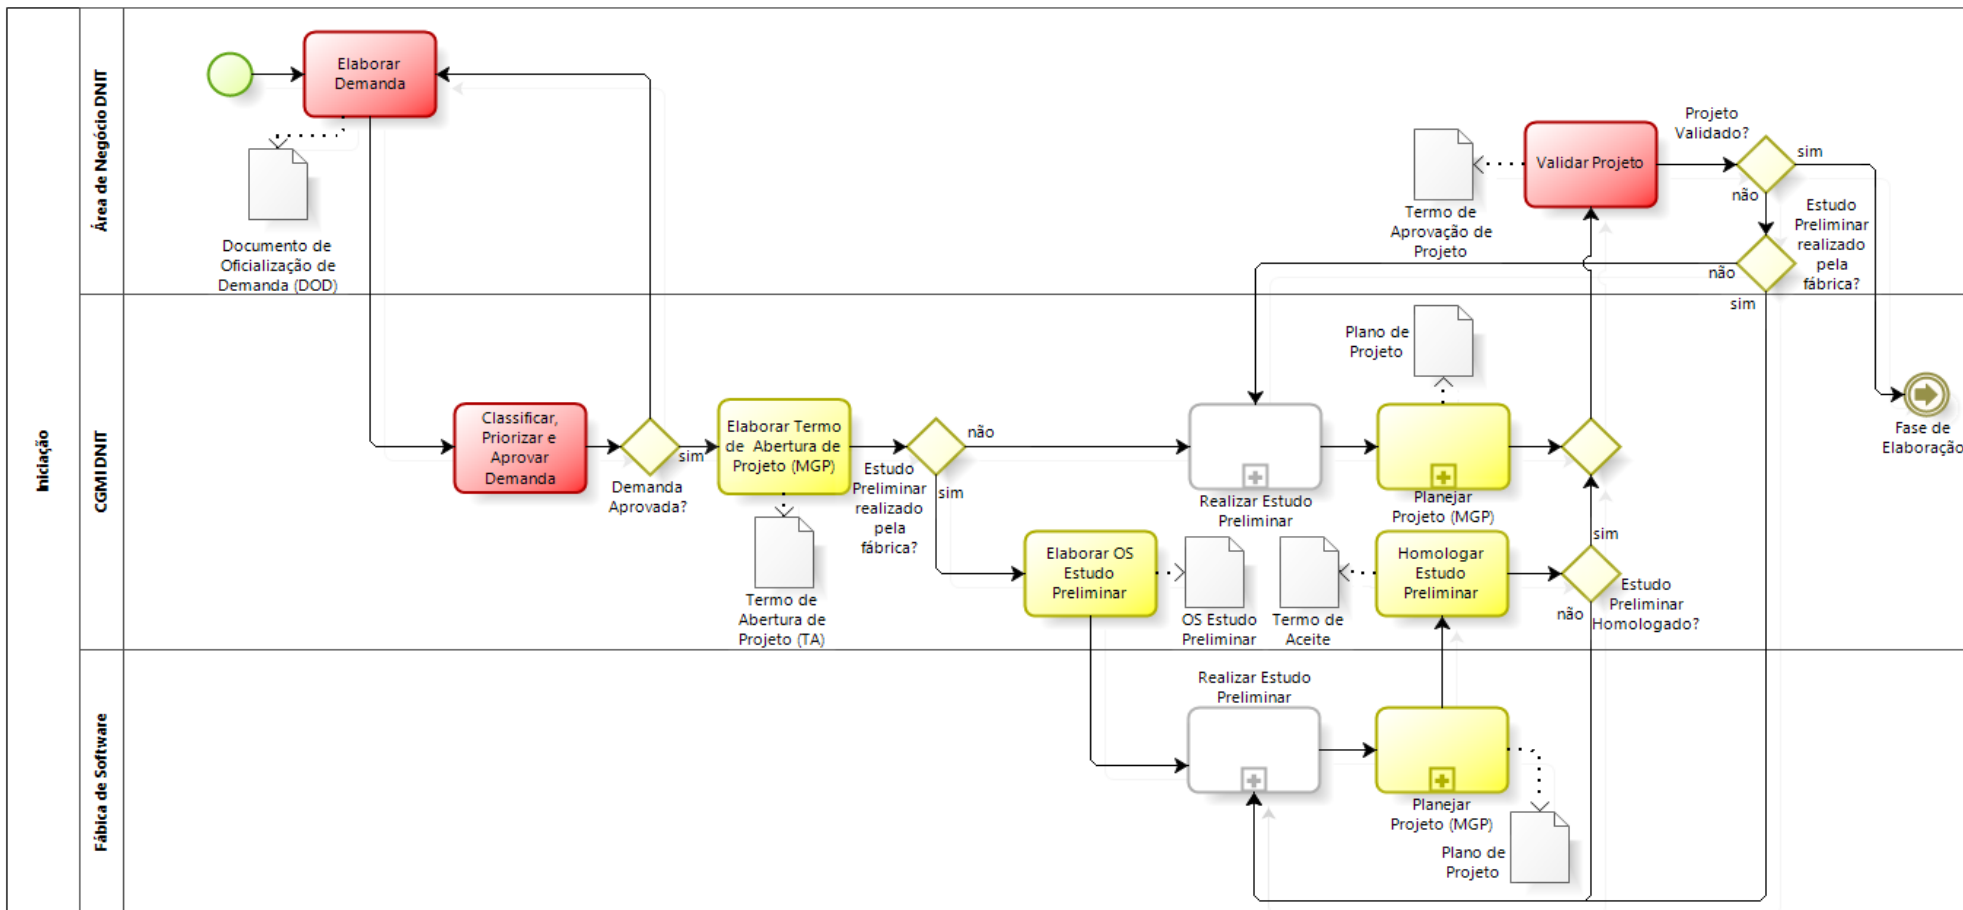 Iniciação
Área de Negócio DNIT
Elaborar
Demanda
Documento de
Oficialização de
Demanda (DOD)
Termo de
Aprovação de
Projeto
Validar Projeto
Projeto
Validado?
sim
não
Estudo
Preliminar
realizado
pela
fábrica?
não
sim
CGMI DNIT
Classificar,
Priorizar e
Aprovar
Demanda
Demanda
Aprovada?
sim
Elaborar Termo
de Abertura de
Projeto (MGP)
Termo de
Abertura de
Projeto (TA)
Estudo
Preliminar
realizado
pela
fábrica?
não
sim
Realizar Estudo
Preliminar
Plano de
Projeto
Planejar
Projeto (MGP)
Fase de
Elaboração
Elaborar OS
Estudo
Preliminar
OS Estudo
Preliminar
Termo de
Aceite
Homologar
Estudo
Preliminar
sim
não
Estudo
Preliminar
Homologado?
Fábica de Software
Realizar Estudo
Preliminar
Planejar
Projeto (MGP)
Plano de
Projeto